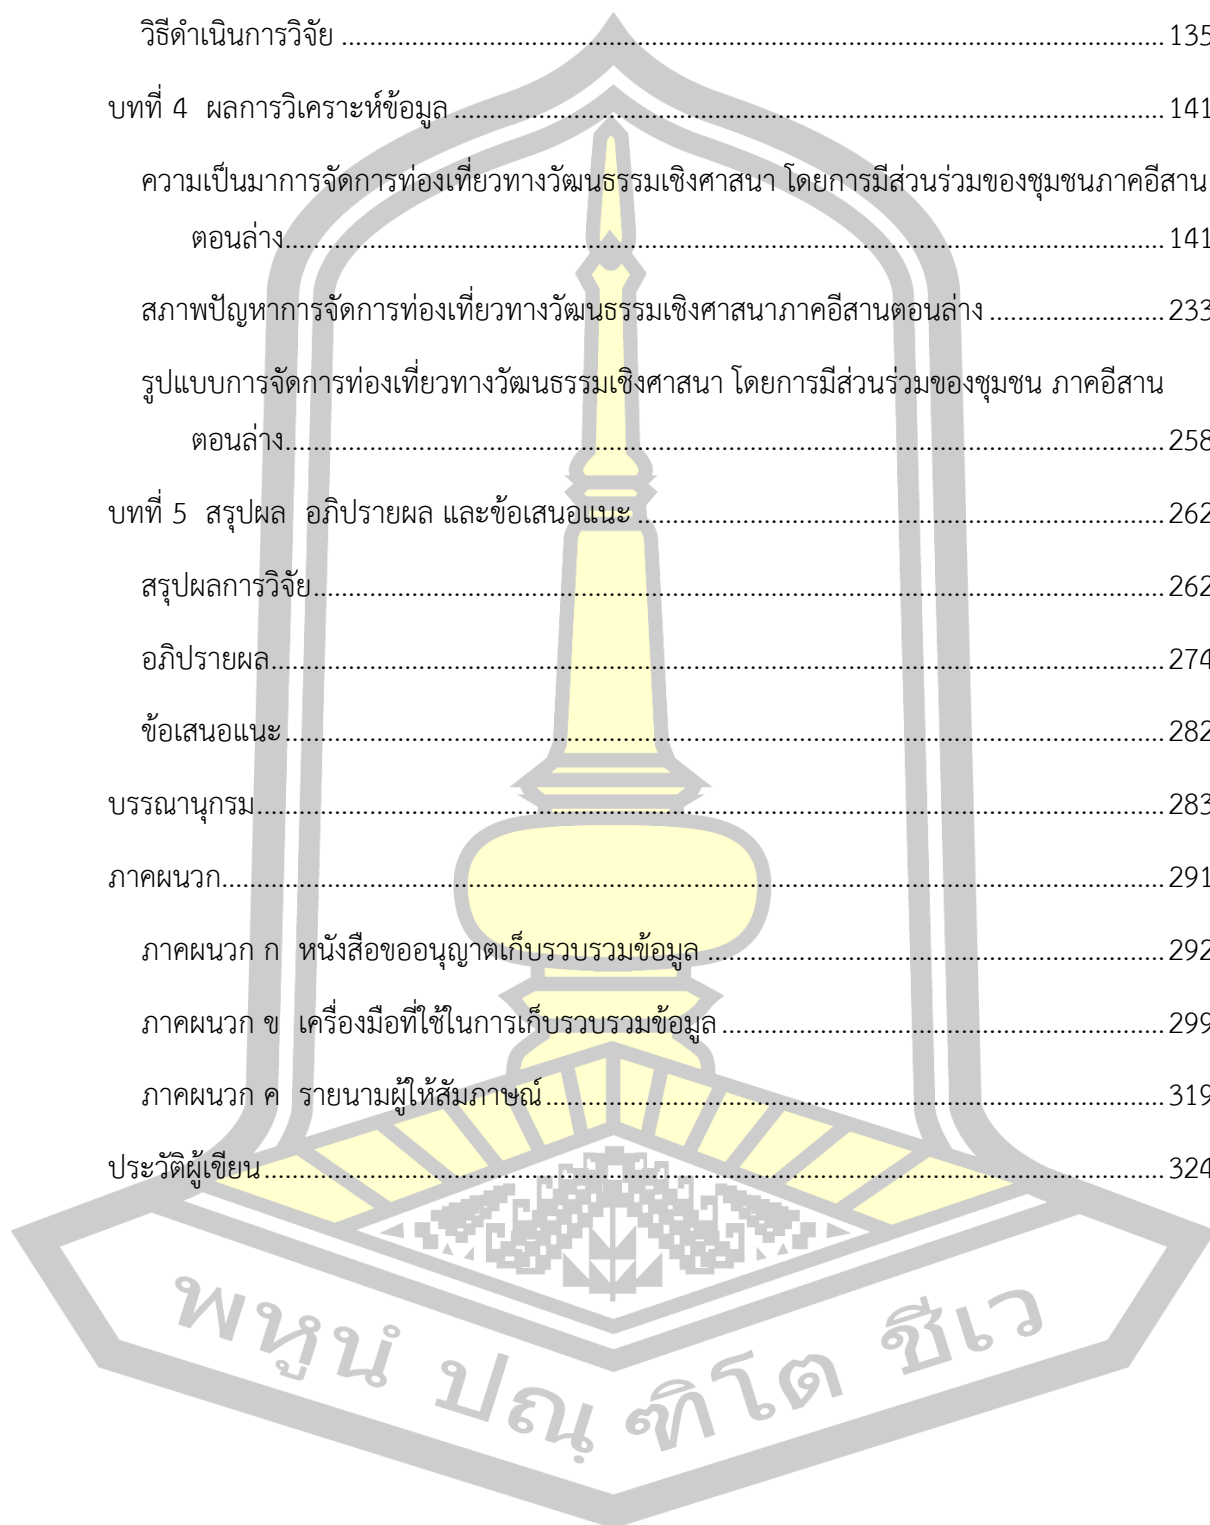 วิธีดำเนินการวิจัย ........ 135
บทที่ 4 ผลการวิเคราะห์ข้อมูล ........ 141
ความเป็นมาการจัดการท่องเที่ยวทางวัฒนธรรมเชิงศาสนา โดยการมีส่วนร่วมของชุมชนภาคอีสาน
ตอนล่าง ........ 141
สภาพปัญหาการจัดการท่องเที่ยวทางวัฒนธรรมเชิงศาสนาภาคอีสานตอนล่าง ........ 233
รูปแบบการจัดการท่องเที่ยวทางวัฒนธรรมเชิงศาสนา โดยการมีส่วนร่วมของชุมชน ภาคอีสาน
ตอนล่าง ........ 258
บทที่ 5 สรุปผล อภิปรายผล และข้อเสนอแนะ ........ 262
สรุปผลการวิจัย ........ 262
อภิปรายผล ........ 274
ข้อเสนอแนะ ........ 282
บรรณานุกรม ........ 283
ภาคผนวก ........ 291
ภาคผนวก ก หนังสือขออนุญาตเก็บรวบรวมข้อมูล ........ 292
ภาคผนวก ข เครื่องมือที่ใช้ในการเก็บรวบรวมข้อมูล ........ 299
ภาคผนวก ค รายนามผู้ให้สัมภาษณ์ ........ 319
ประวัติผู้เขียน ........ 324
พหูนํ ปณฺฑิโต ชีเว